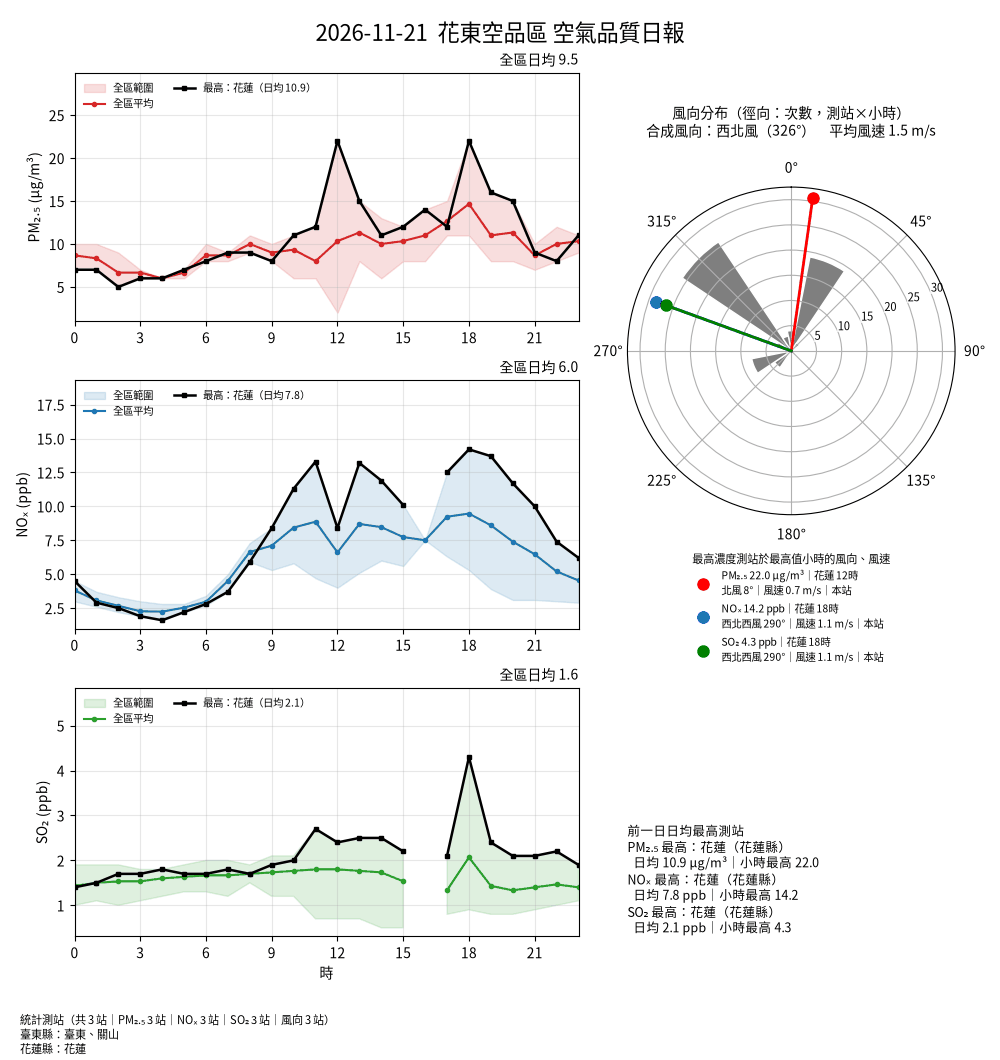 2026-11-21 花東空品區 空氣品質日報
全區日均 9.5
全區範圍
全區平均
最高：花蓮（日均 10.9）
PM₂.₅ (μg/m³)
25
20
15
10
5
0 3 6 9 12 15 18 21
全區日均 6.0
全區範圍
全區平均
最高：花蓮（日均 7.8）
NOₓ (ppb)
17.5
15.0
12.5
10.0
7.5
5.0
2.5
0 3 6 9 12 15 18 21
全區日均 1.6
全區範圍
全區平均
最高：花蓮（日均 2.1）
SO₂ (ppb)
5
4
3
2
1
0 3 6 9 12 15 18 21
時
風向分布（徑向：次數，測站×小時）
合成風向：西北風（326°） 平均風速 1.5 m/s
0°
45°
90°
135°
180°
225°
270°
315°
5 10 15 20 25 30
最高濃度測站於最高值小時的風向、風速
PM₂.₅ 22.0 μg/m³｜花蓮 12時
北風 8°｜風速 0.7 m/s｜本站
NOₓ 14.2 ppb｜花蓮 18時
西北西風 290°｜風速 1.1 m/s｜本站
SO₂ 4.3 ppb｜花蓮 18時
西北西風 290°｜風速 1.1 m/s｜本站
前一日日均最高測站
PM₂.₅ 最高：花蓮（花蓮縣）
日均 10.9 μg/m³｜小時最高 22.0
NOₓ 最高：花蓮（花蓮縣）
日均 7.8 ppb｜小時最高 14.2
SO₂ 最高：花蓮（花蓮縣）
日均 2.1 ppb｜小時最高 4.3
統計測站（共 3 站｜PM₂.₅ 3 站｜NOₓ 3 站｜SO₂ 3 站｜風向 3 站）
臺東縣：臺東、關山
花蓮縣：花蓮